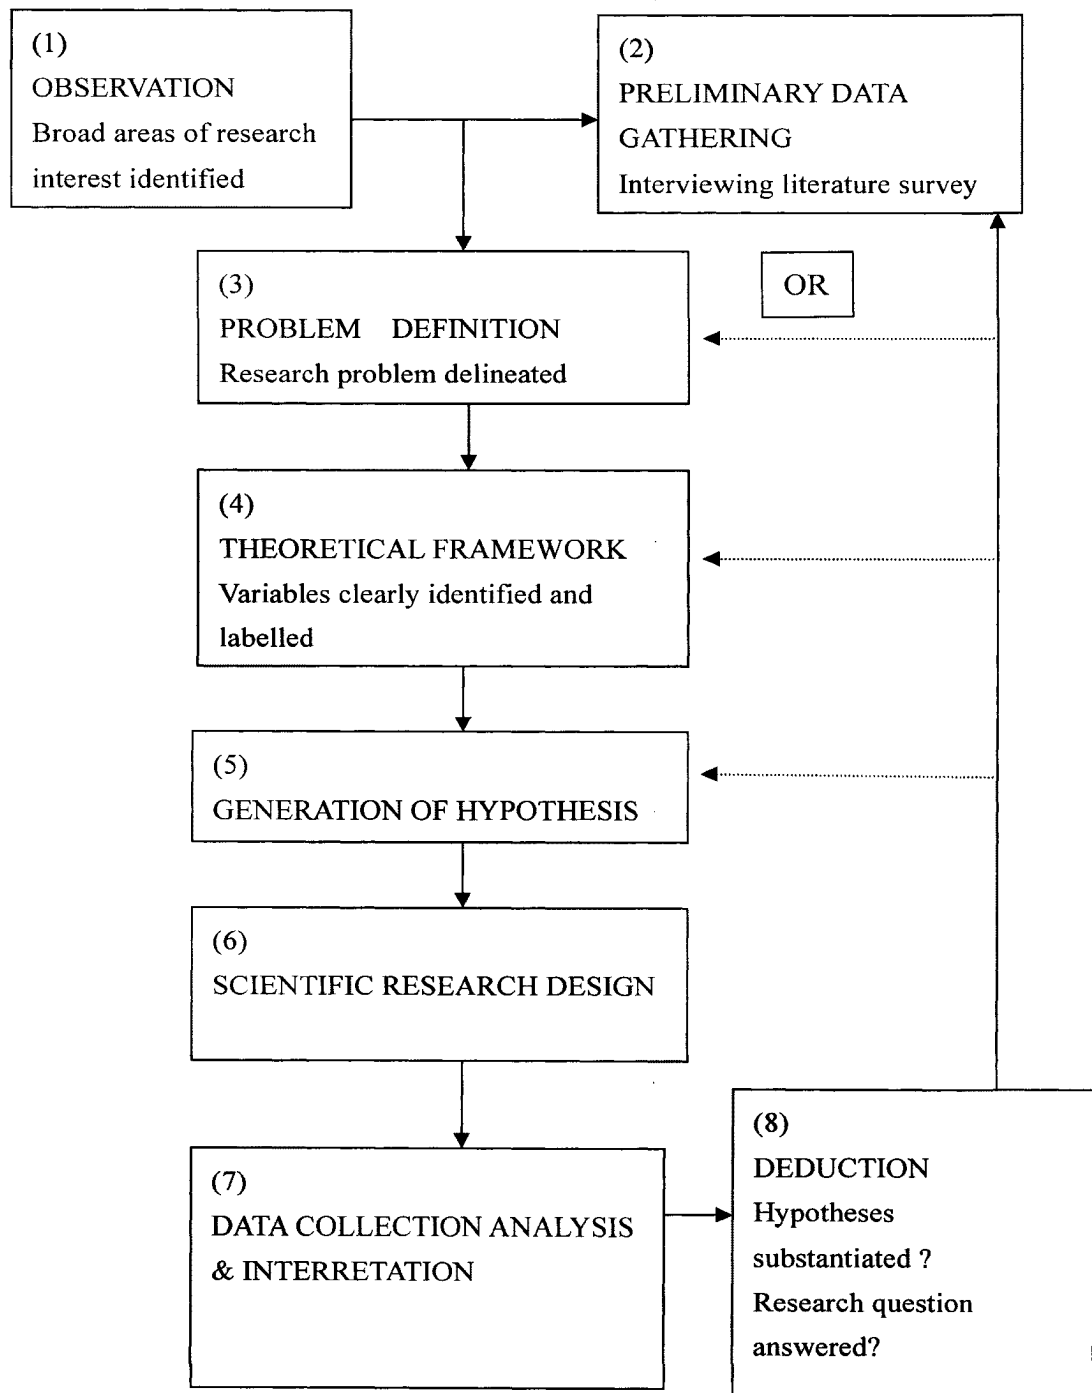 (1)
OBSERVATION
Broad areas of research
interest identified
(2)
PRELIMINARY DATA
GATHERING
Interviewing literature survey
(3)
PROBLEM DEFINITION
Research problem delineated
OR
(4)
THEORETICAL FRAMEWORK
Variables clearly identified and
labelled
(5)
GENERATION OF HYPOTHESIS
(6)
SCIENTIFIC RESEARCH DESIGN
(7)
DATA COLLECTION ANALYSIS
& INTERRETATION
(8)
DEDUCTION
Hypotheses
substantiated ?
Research question
answered?